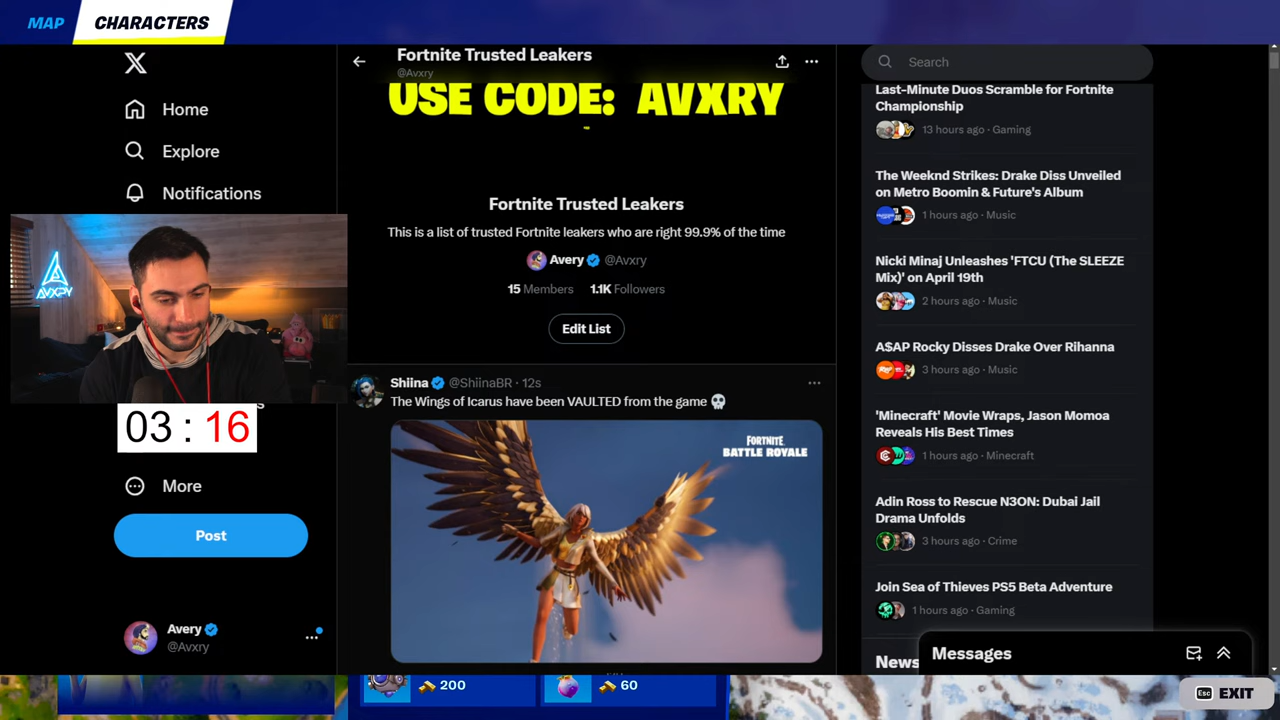 MAP
CHARACTERS
Home
Explore
Notifications
AVXRY
03 : 16
More
Post
Avery
@Avxry
Fortnite Trusted Leakers
@Avxry
USE CODE: AVXRY
Fortnite Trusted Leakers
This is a list of trusted Fortnite leakers who are right 99.9% of the time
Avery @Avxry
15 Members 1.1K Followers
Edit List
Shiina @ShiinaBR · 12s
The Wings of Icarus have been VAULTED from the game
FORTNITE
BATTLE ROYALE
200
60
Search
Last-Minute Duos Scramble for Fortnite
Championship
13 hours ago · Gaming
The Weeknd Strikes: Drake Diss Unveiled
on Metro Boomin & Future's Album
1 hours ago · Music
Nicki Minaj Unleashes 'FTCU (The SLEEZE
Mix)' on April 19th
2 hours ago · Music
A$AP Rocky Disses Drake Over Rihanna
3 hours ago · Music
'Minecraft' Movie Wraps, Jason Momoa
Reveals His Best Times
1 hours ago · Minecraft
Adin Ross to Rescue N3ON: Dubai Jail
Drama Unfolds
3 hours ago · Crime
Join Sea of Thieves PS5 Beta Adventure
1 hours ago · Gaming
News
Messages
Esc EXIT